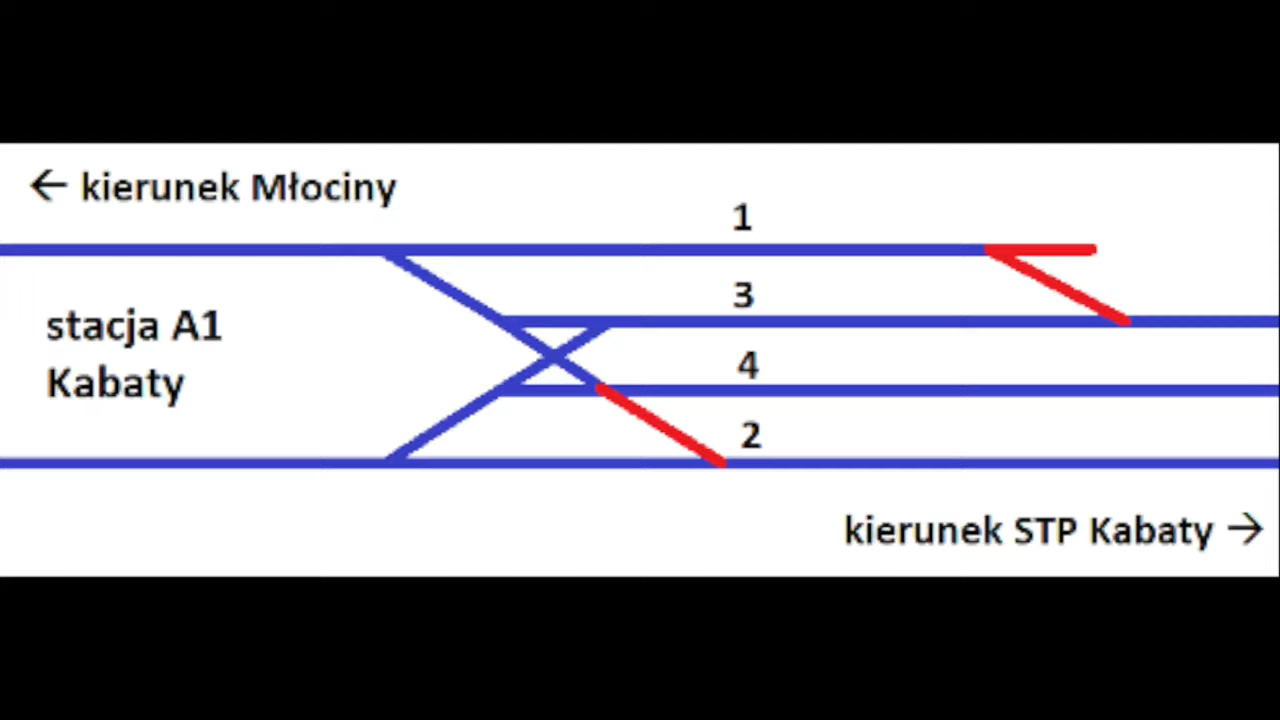 ← kierunek Młociny
1
3
stacja A1
Kabaty
4
2
kierunek STP Kabaty →